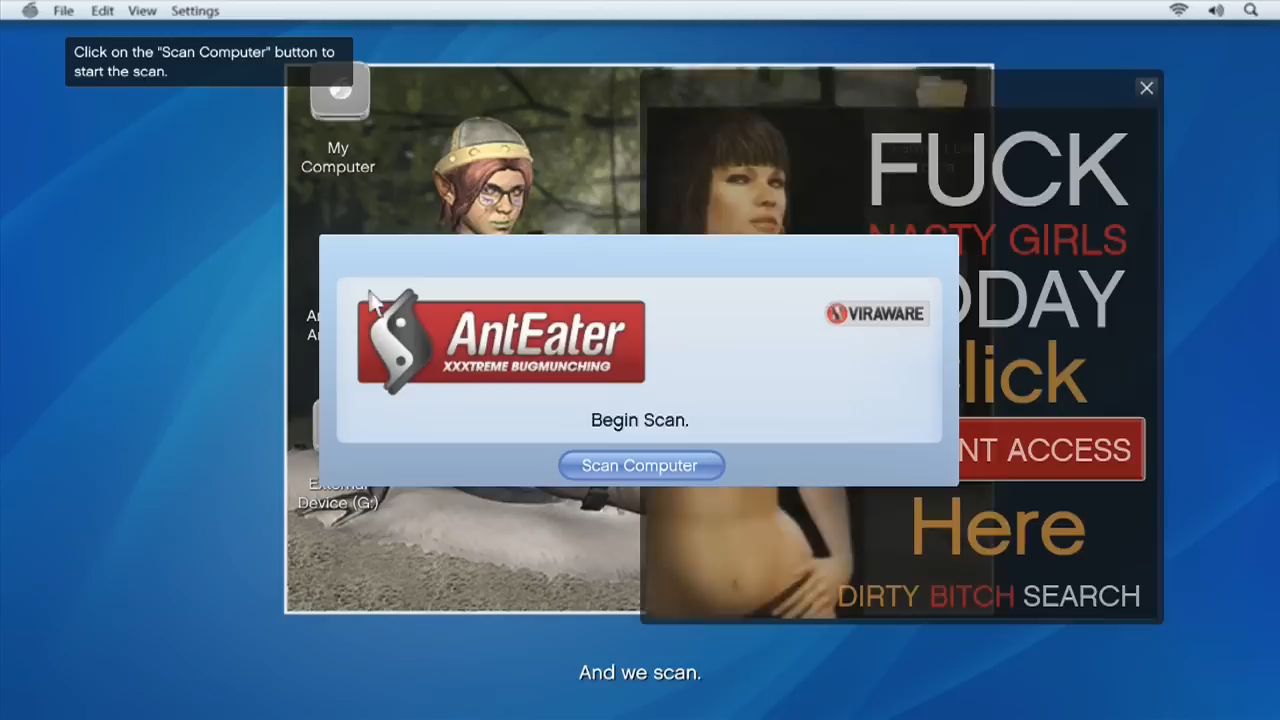 File Edit View Settings
Click on the "Scan Computer" button to
start the scan.
My
Computer
FUCK
NASTY GIRLS
ODAY
lick
NT ACCESS
Here
DIRTY BITCH SEARCH
AntEater
XXXTREME BUGMUNCHING
VIRAWARE
Begin Scan.
Scan Computer
Device (G:)
And we scan.